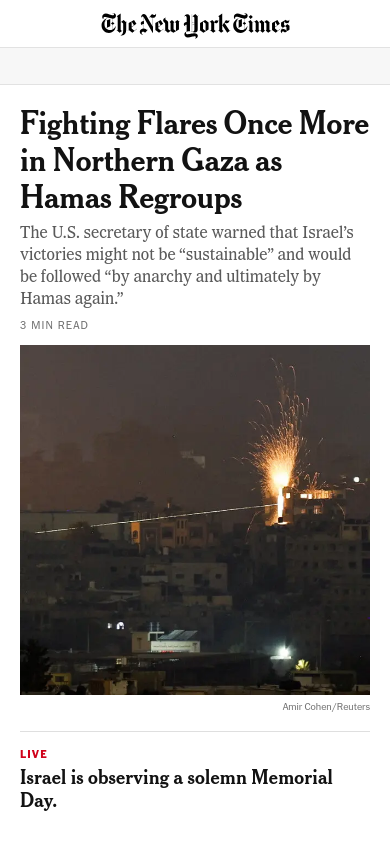 The New York Times
Fighting Flares Once More
in Northern Gaza as
Hamas Regroups
The U.S. secretary of state warned that Israel’s
victories might not be “sustainable” and would
be followed “by anarchy and ultimately by
Hamas again.”
3 MIN READ
Amir Cohen/Reuters
LIVE
Israel is observing a solemn Memorial
Day.